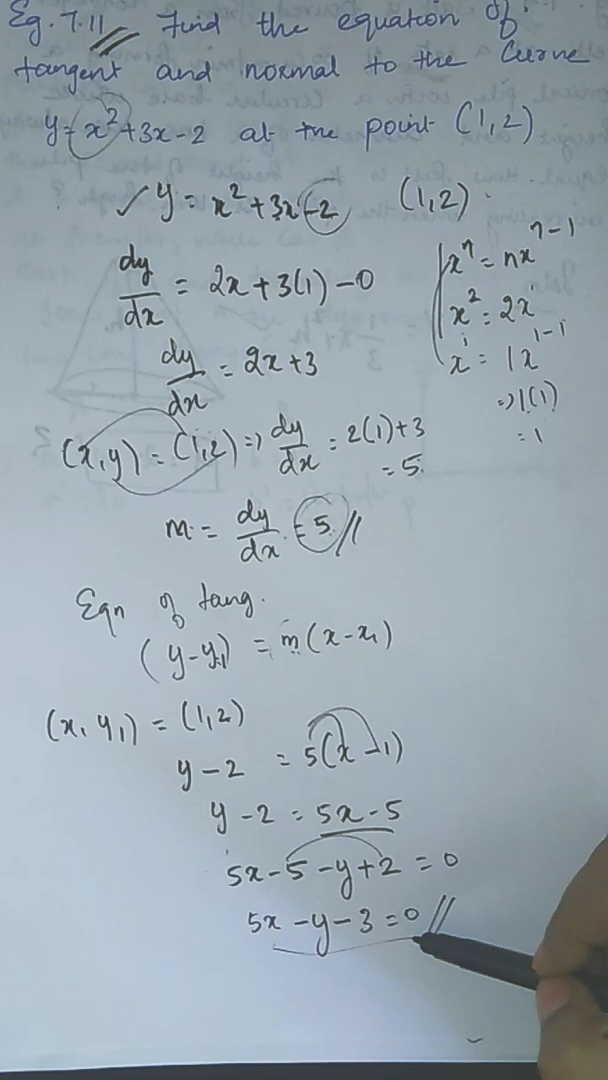 Eg. 7.11 Find the equation of
tangent and normal to the Curve
y = x² + 3x - 2 at the point (1,2)
✓ y = x² + 3x - 2 (1,2).
dy/dx = 2x + 3(1) - 0
xⁿ = nxⁿ⁻¹
x² = 2x
x¹ = 1x¹⁻¹
⇒ 1(1)
= 1
dy/dx = 2x + 3
(x,y) = (1,2) ⇒ dy/dx = 2(1) + 3
= 5.
m = dy/dx = 5 //
Eqn of tang.
(y - y₁) = m(x - x₁)
(x, y₁) = (1,2)
y - 2 = 5(x - 1)
y - 2 = 5x - 5
5x - 5 - y + 2 = 0
5x - y - 3 = 0 //